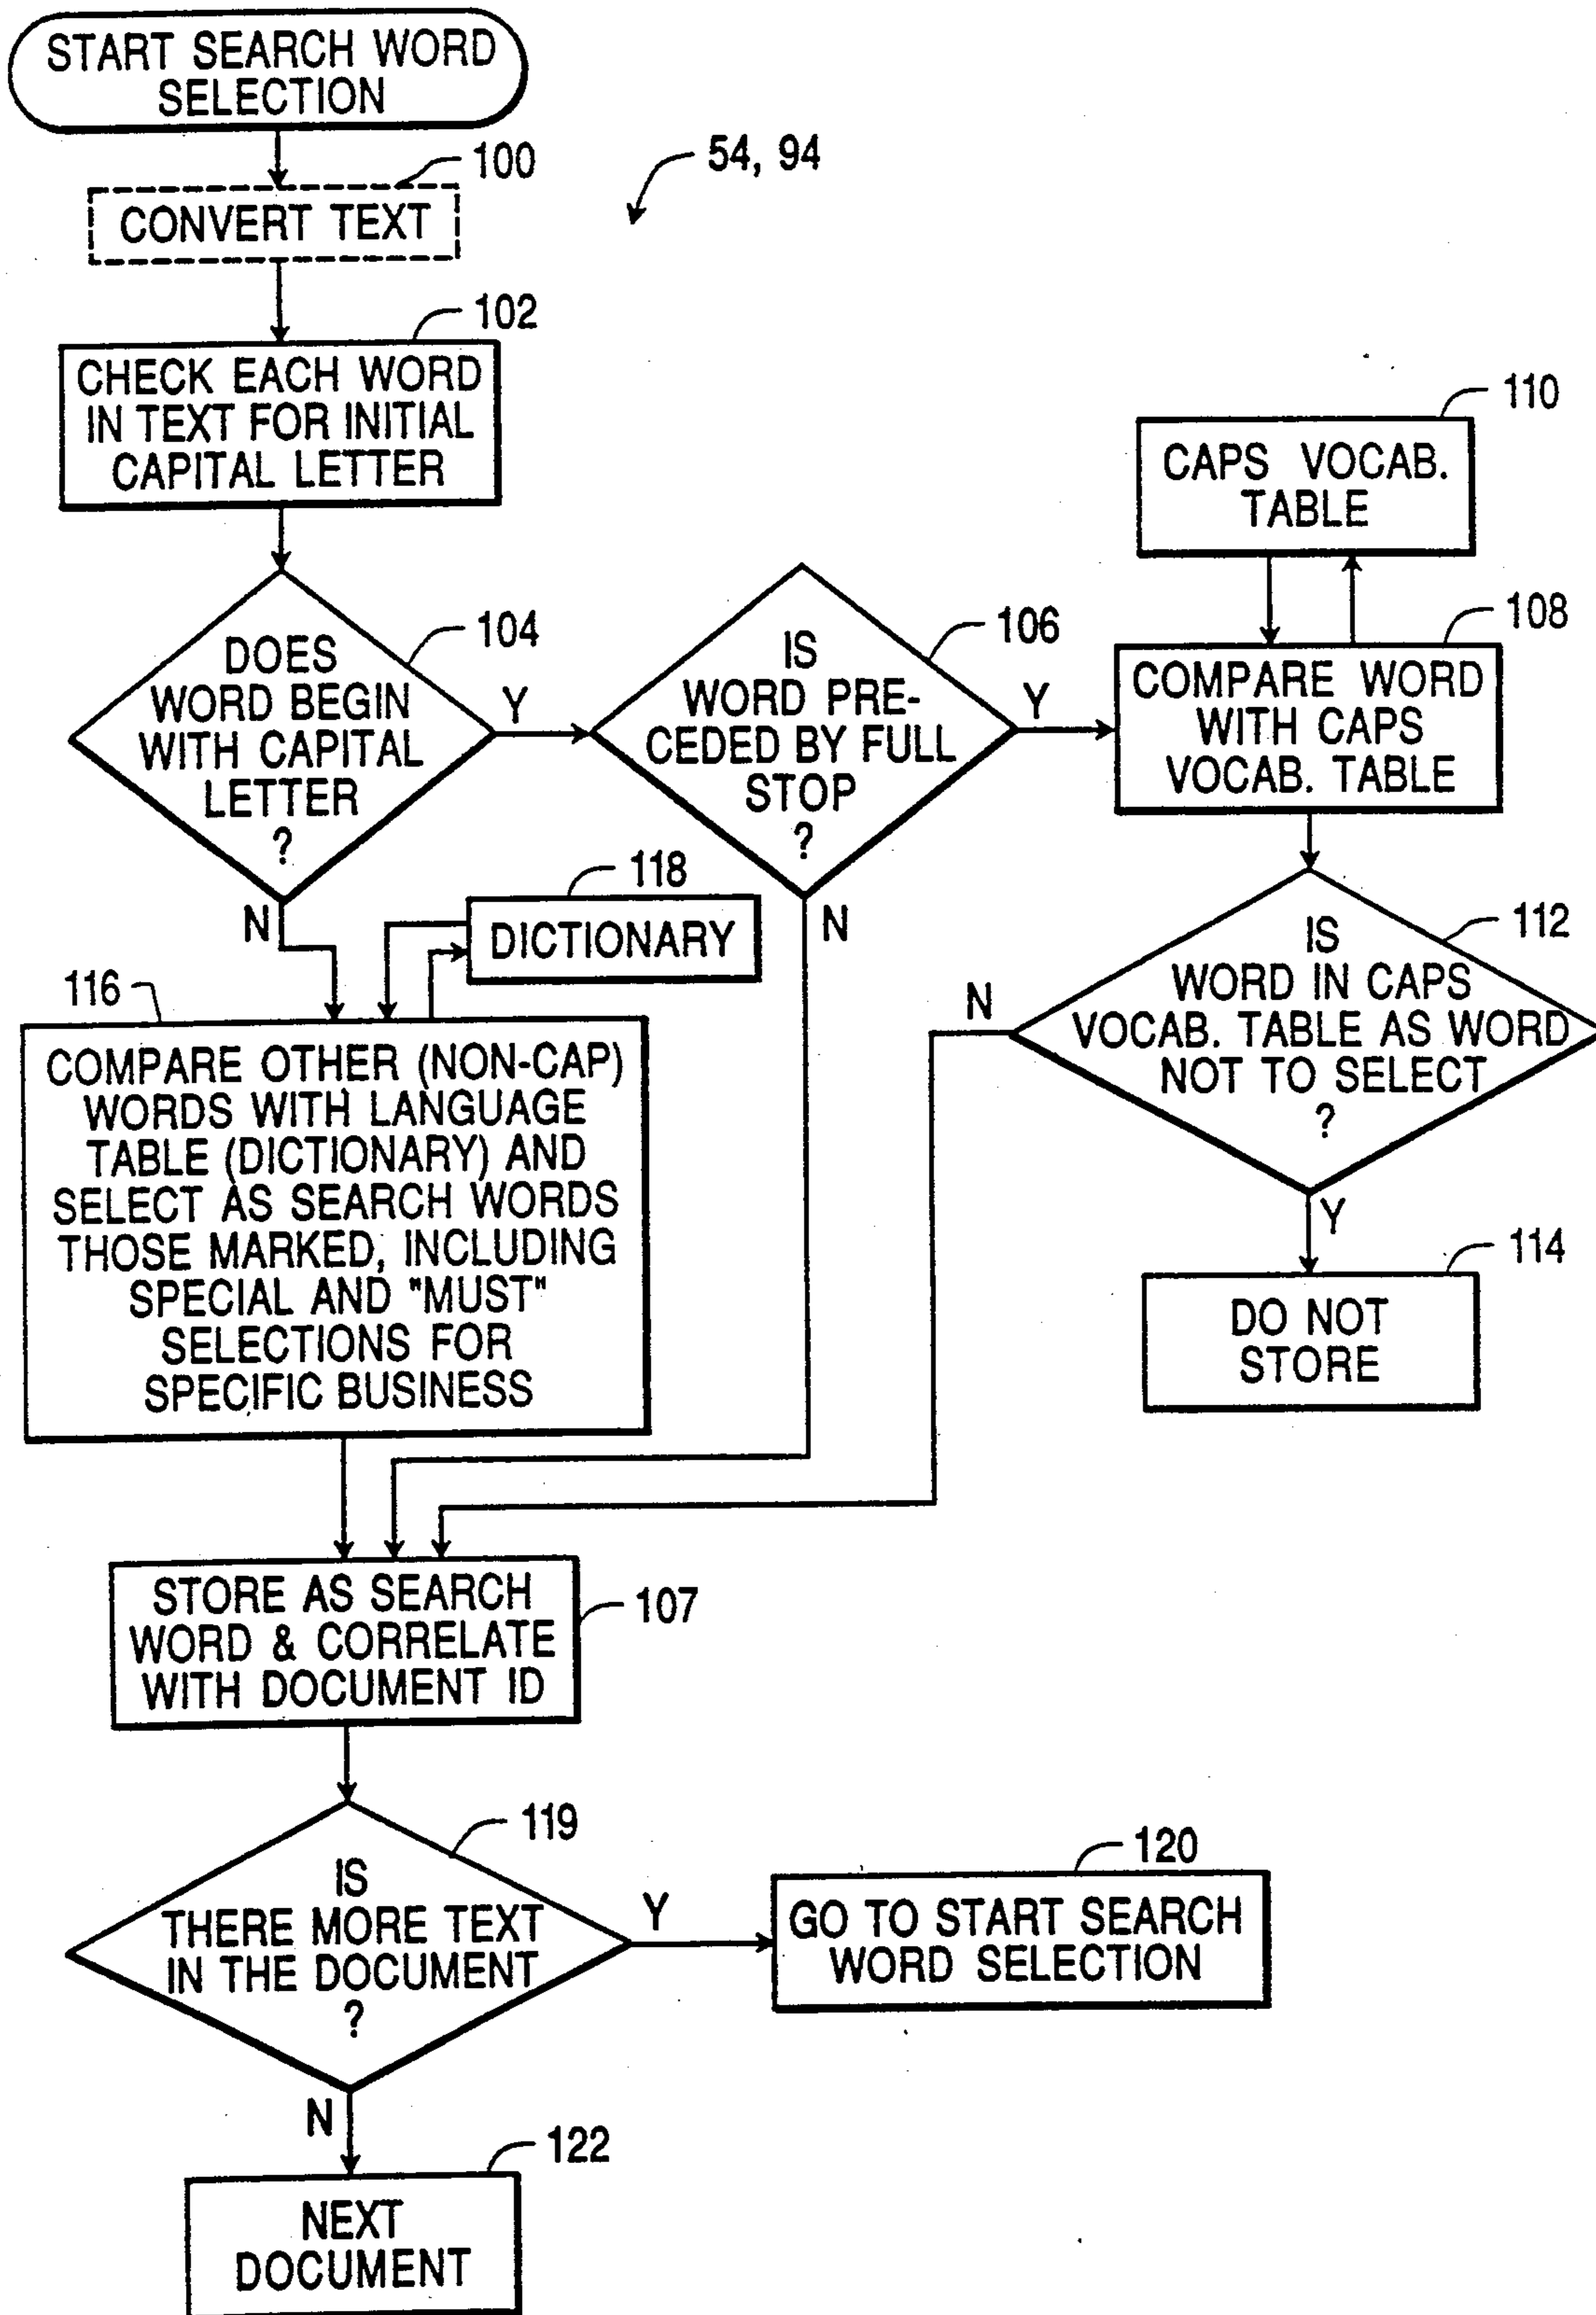 START SEARCH WORD
SELECTION
100
54, 94
CONVERT TEXT
102
CHECK EACH WORD
IN TEXT FOR INITIAL
CAPITAL LETTER
110
CAPS VOCAB.
TABLE
104
DOES
WORD BEGIN
WITH CAPITAL
LETTER
?
Y
N
106
IS
WORD PRE-
CEDED BY FULL
STOP
?
Y
N
108
COMPARE WORD
WITH CAPS
VOCAB. TABLE
118
DICTIONARY
112
IS
WORD IN CAPS
VOCAB. TABLE AS WORD
NOT TO SELECT
?
N
Y
116
COMPARE OTHER (NON-CAP)
WORDS WITH LANGUAGE
TABLE (DICTIONARY) AND
SELECT AS SEARCH WORDS
THOSE MARKED, INCLUDING
SPECIAL AND "MUST"
SELECTIONS FOR
SPECIFIC BUSINESS
114
DO NOT
STORE
STORE AS SEARCH
WORD & CORRELATE
WITH DOCUMENT ID
107
119
IS
THERE MORE TEXT
IN THE DOCUMENT
?
Y
N
120
GO TO START SEARCH
WORD SELECTION
122
NEXT
DOCUMENT